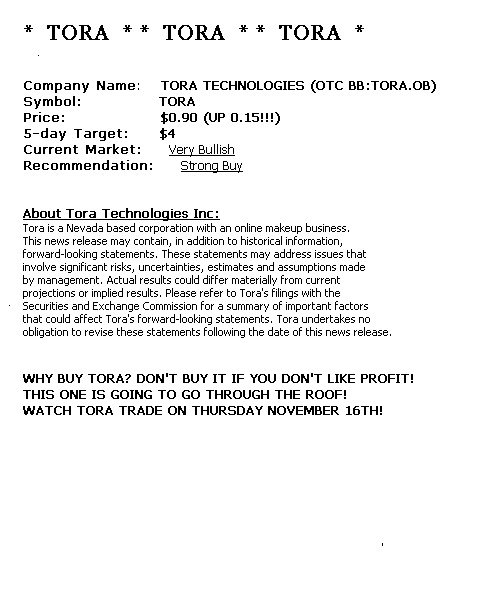 * TORA ** TORA ** TORA *
Company Name: TORA TECHNOLOGIES (OTC BB:TORA.OB)
Symbol: TORA
Price: $0.90 (UP 0.15!!!)
5-day Target: $4
Current Market: Very Bullish
Recommendation: Strong Buy
About Tora Technologies Inc:
Tora is a Nevada based corporation with an online makeup business.
This news release may contain, in addition to historical information,
forward-looking statements. These statements may address issues that
involve significant risks, uncertainties, estimates and assumptions made
by management. Actual results could differ materially from current
projections or implied results. Please refer to Tora's filings with the
Securities and Exchange Commission for a summary of important factors
that could affect Tora's forward-looking statements. Tora undertakes no
obligation to revise these statements following the date of this news release.
WHY BUY TORA? DON'T BUY IT IF YOU DON'T LIKE PROFIT!
THIS ONE IS GOING TO GO THROUGH THE ROOF!
WATCH TORA TRADE ON THURSDAY NOVEMBER 16TH!